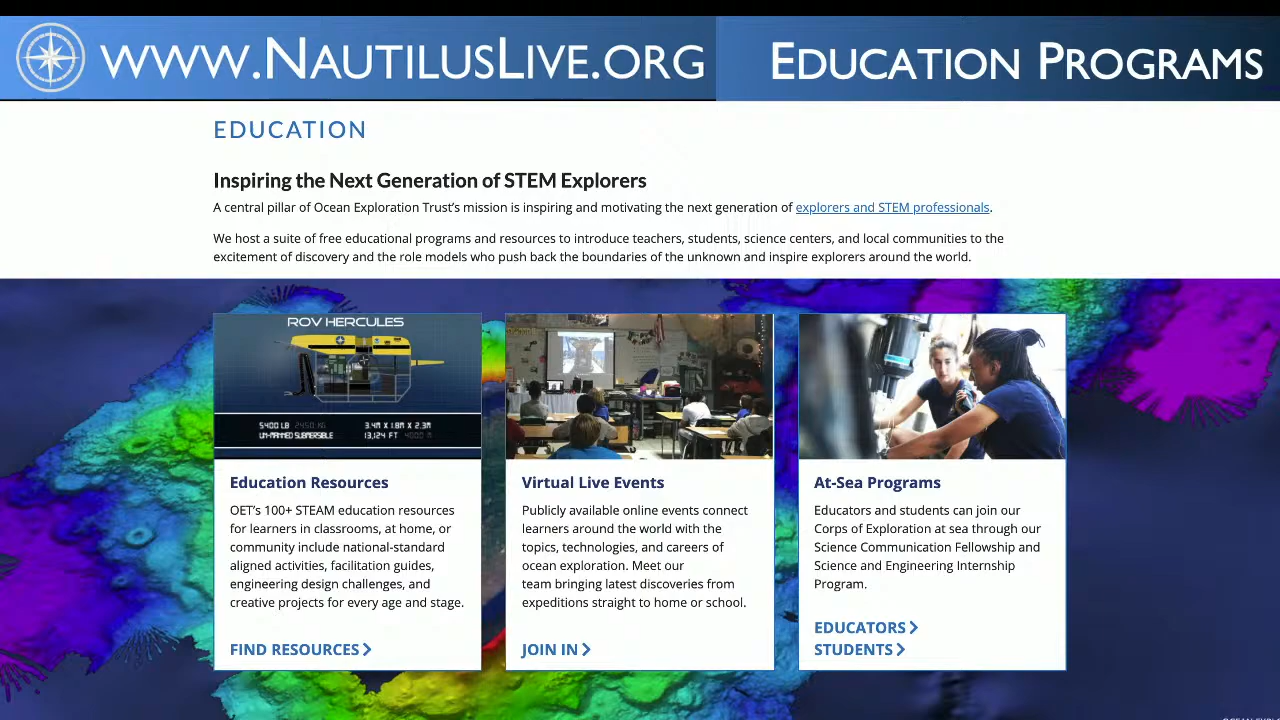 WWW.NAUTILUSLIVE.ORG
EDUCATION PROGRAMS
EDUCATION
Inspiring the Next Generation of STEM Explorers
A central pillar of Ocean Exploration Trust's mission is inspiring and motivating the next generation of explorers and STEM professionals.
We host a suite of free educational programs and resources to introduce teachers, students, science centers, and local communities to the
excitement of discovery and the role models who push back the boundaries of the unknown and inspire explorers around the world.
ROV HERCULES
5400 LB 2450 KG
UN-MANNED SUBMERSIBLE
3.4M X 1.8M X 2.3M
13,124 FT 4000 M
Education Resources
OET's 100+ STEAM education resources
for learners in classrooms, at home, or
community include national-standard
aligned activities, facilitation guides,
engineering design challenges, and
creative projects for every age and stage.
FIND RESOURCES
Virtual Live Events
Publicly available online events connect
learners around the world with the
topics, technologies, and careers of
ocean exploration. Meet our
team bringing latest discoveries from
expeditions straight to home or school.
JOIN IN
At-Sea Programs
Educators and students can join our
Corps of Exploration at sea through our
Science Communication Fellowship and
Science and Engineering Internship
Program.
EDUCATORS
STUDENTS